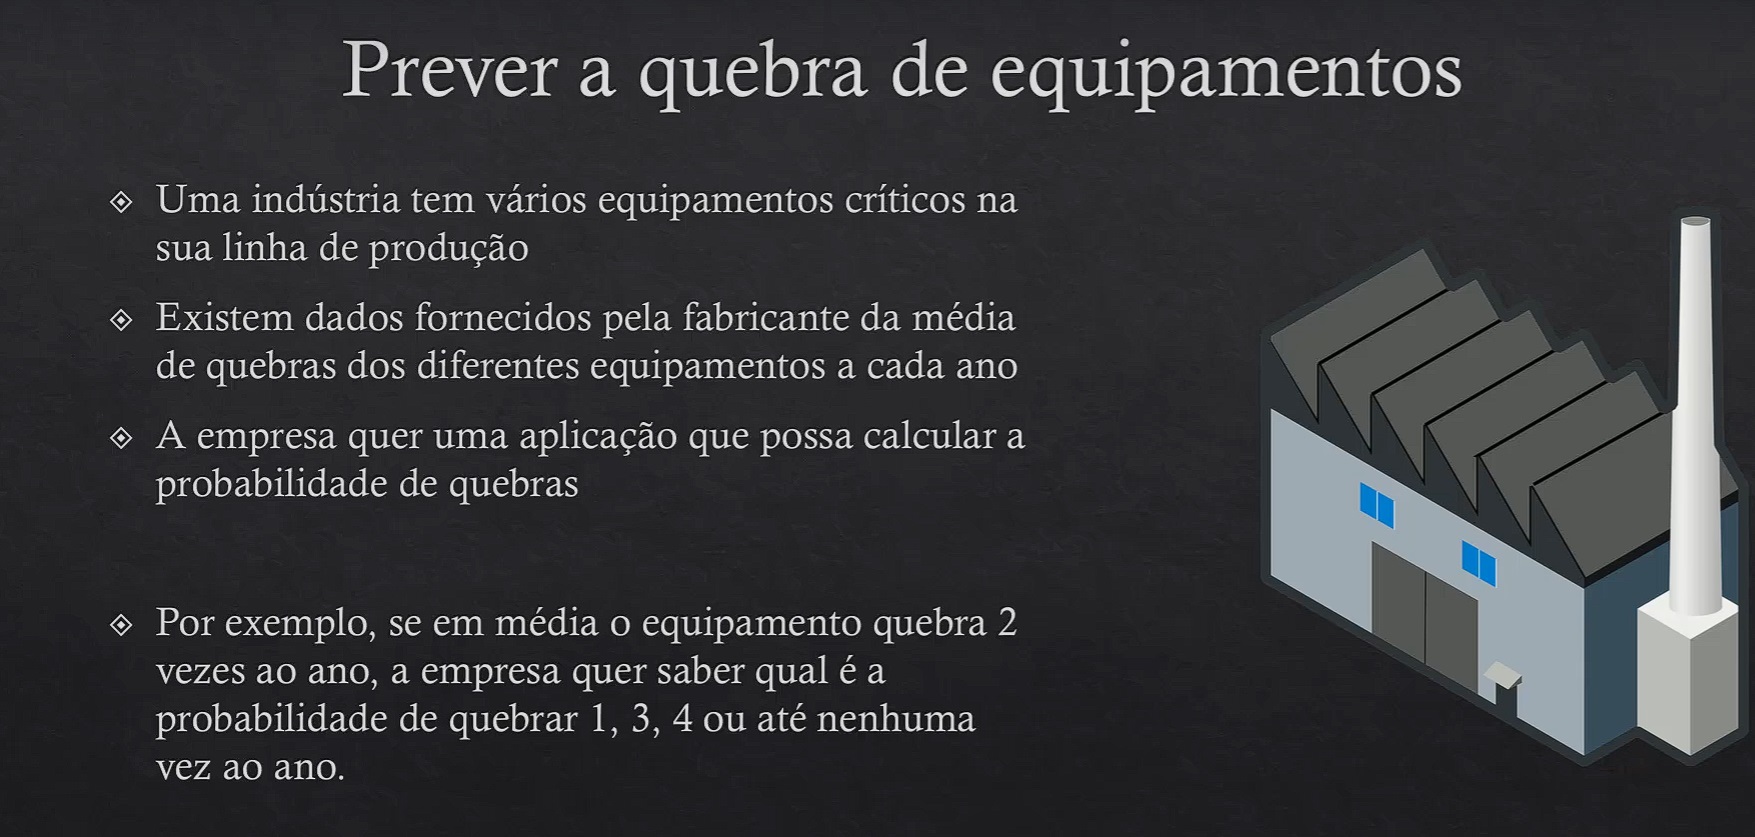 Prever a quebra de equipamentos
Uma indústria tem vários equipamentos críticos na
sua linha de produção
Existem dados fornecidos pela fabricante da média
de quebras dos diferentes equipamentos a cada ano
A empresa quer uma aplicação que possa calcular a
probabilidade de quebras
Por exemplo, se em média o equipamento quebra 2
vezes ao ano, a empresa quer saber qual é a
probabilidade de quebrar 1, 3, 4 ou até nenhuma
vez ao ano.